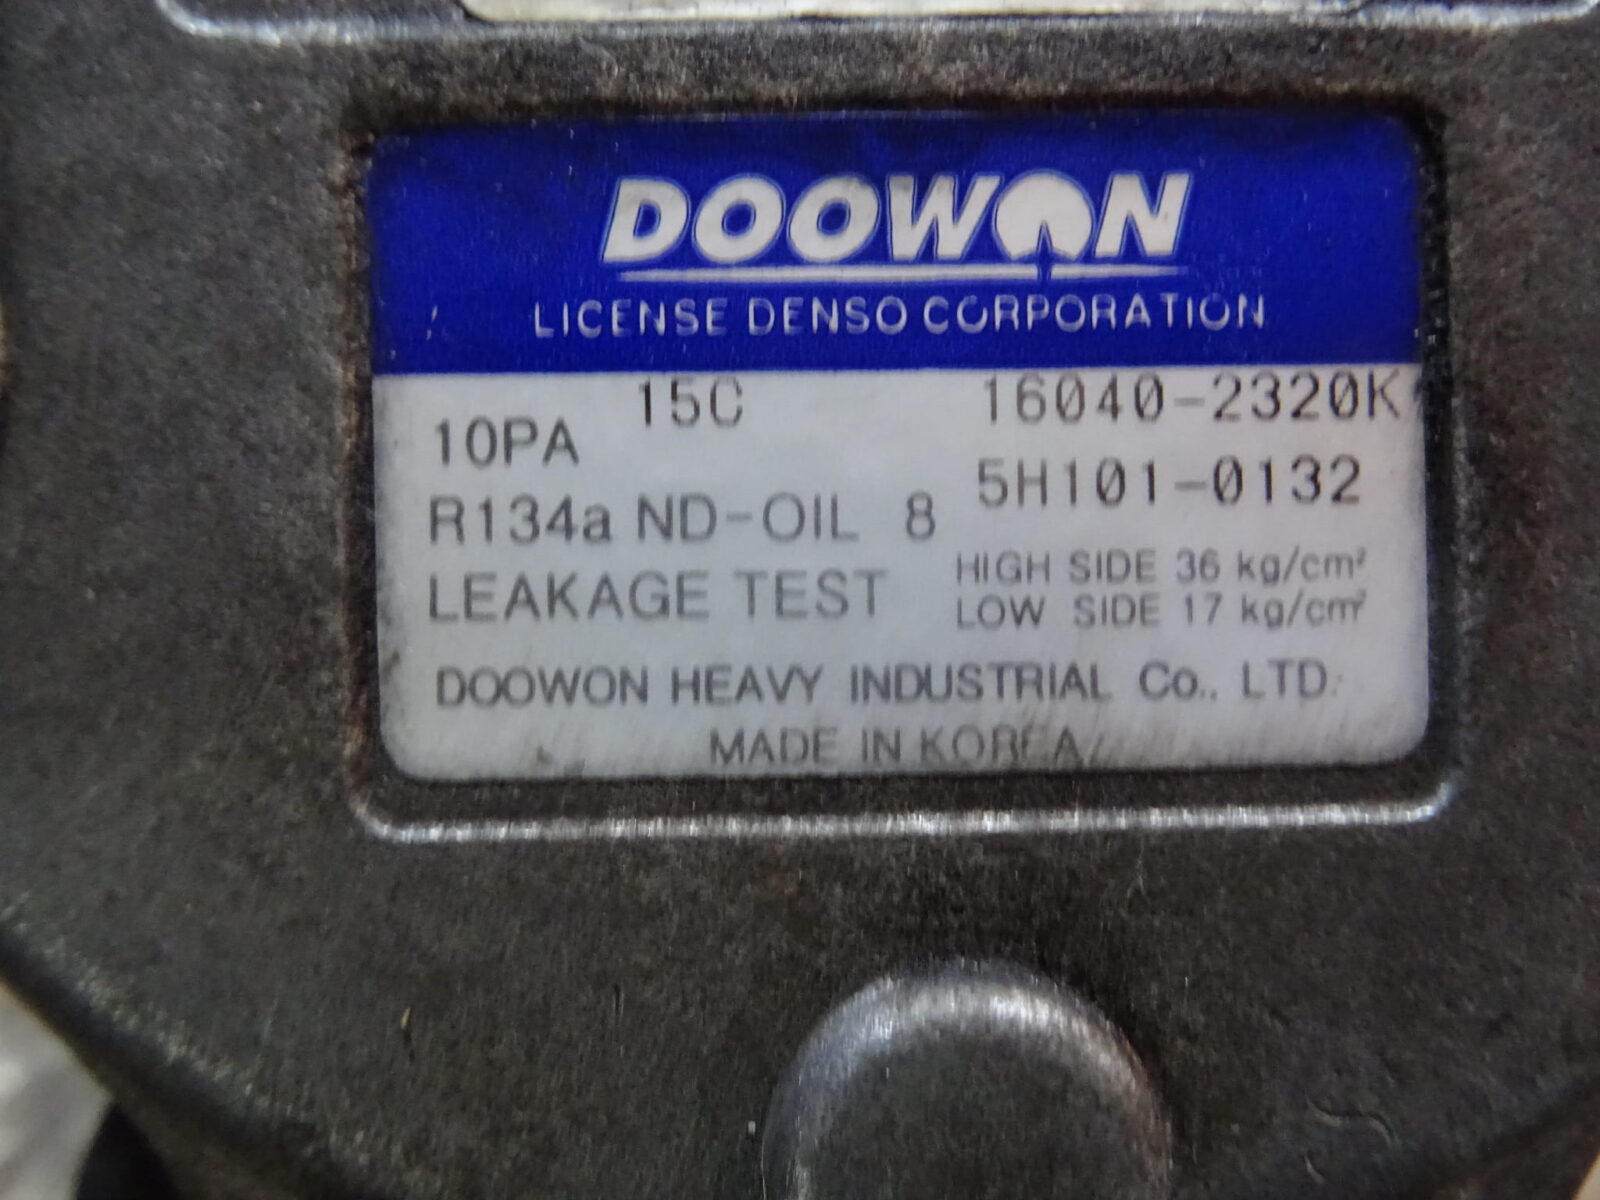 DOOWON
LICENSE DENSO CORPORATION
10PA 15C 16040-2320K
R134a ND-OIL 8 5H101-0132
LEAKAGE TEST HIGH SIDE 36 kg/cm²
LOW SIDE 17 kg/cm²
DOOWON HEAVY INDUSTRIAL Co., LTD.
MADE IN KOREA